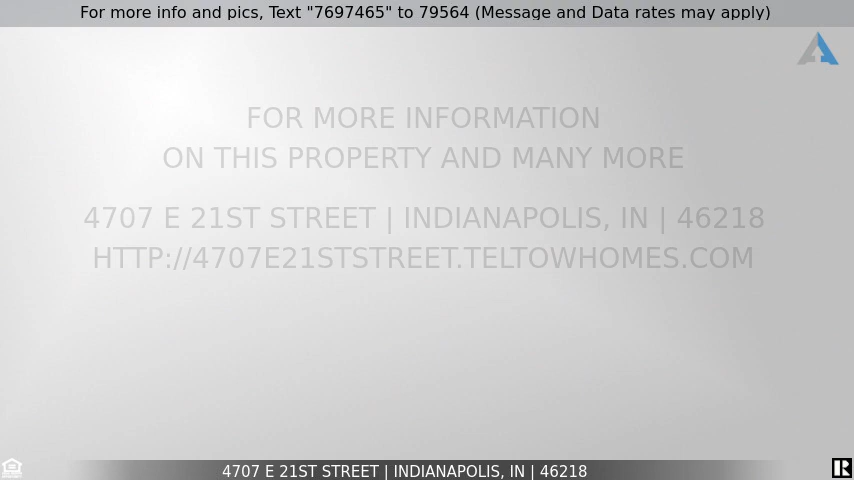 For more info and pics, Text "7697465" to 79564 (Message and Data rates may apply)
FOR MORE INFORMATION
ON THIS PROPERTY AND MANY MORE
4707 E 21ST STREET | INDIANAPOLIS, IN | 46218
HTTP://4707E21STSTREET.TELTOWHOMES.COM
4707 E 21ST STREET | INDIANAPOLIS, IN | 46218